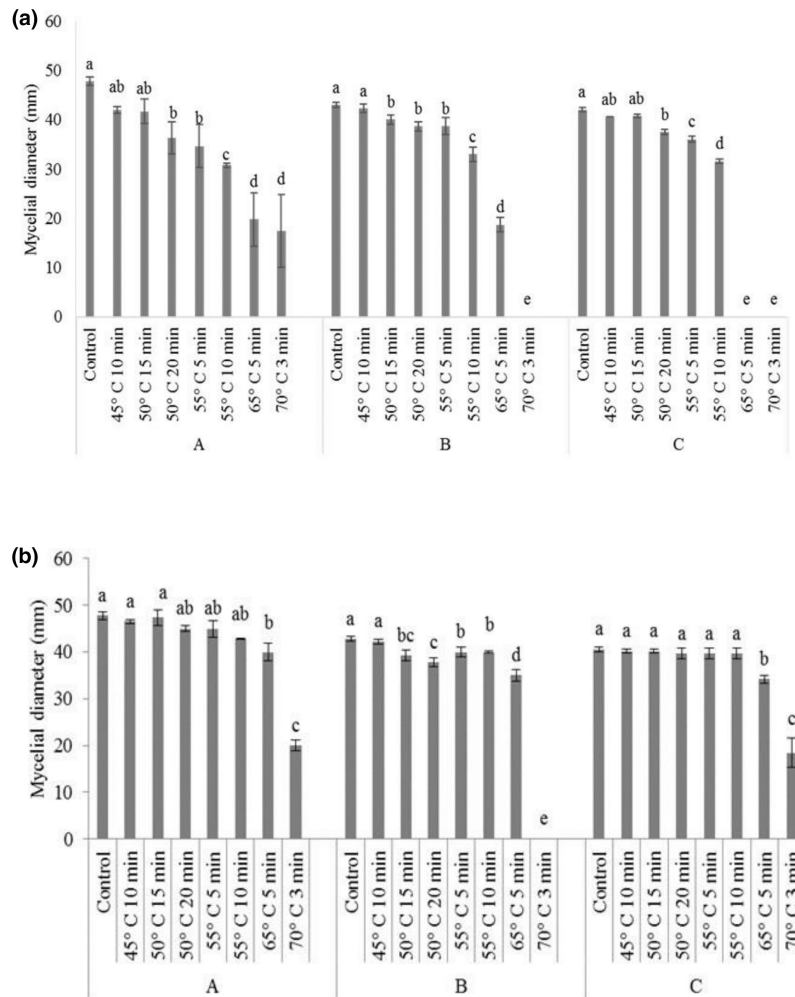 (a)
60
50
40
30
20
10
0
Mycelial diameter (mm)
a ab ab b b c d d
a a b b b c d e
a ab ab b c d e e
Control 45° C 10 min 50° C 15 min 50° C 20 min 55° C 5 min 55° C 10 min 65° C 5 min 70° C 3 min
Control 45° C 10 min 50° C 15 min 50° C 20 min 55° C 5 min 55° C 10 min 65° C 5 min 70° C 3 min
Control 45° C 10 min 50° C 15 min 50° C 20 min 55° C 5 min 55° C 10 min 65° C 5 min 70° C 3 min
A B C
(b)
60
50
40
30
20
10
0
Mycelial diameter (mm)
a a a ab ab ab b c
a a bc c b b d e
a a a a a a b c
Control 45° C 10 min 50° C 15 min 50° C 20 min 55° C 5 min 55° C 10 min 65° C 5 min 70° C 3 min
Control 45° C 10 min 50° C 15 min 50° C 20 min 55° C 5 min 55° C 10 min 65° C 5 min 70° C 3 min
Control 45° C 10 min 50° C 15 min 50° C 20 min 55° C 5 min 55° C 10 min 65° C 5 min 70° C 3 min
A B C